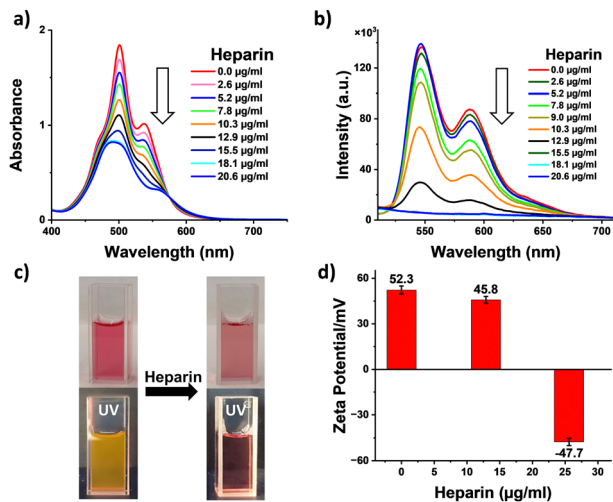 a)
Heparin
0.0 µg/ml
2.6 µg/ml
5.2 µg/ml
7.8 µg/ml
10.3 µg/ml
12.9 µg/ml
15.5 µg/ml
18.1 µg/ml
20.6 µg/ml
Absorbance
2
1
0
400 500 600 700
Wavelength (nm)
b)
×10³
Heparin
0.0 µg/ml
2.6 µg/ml
5.2 µg/ml
7.8 µg/ml
9.0 µg/ml
10.3 µg/ml
12.9 µg/ml
15.5 µg/ml
18.1 µg/ml
20.6 µg/ml
Intensity (a.u.)
160
120
80
40
0
550 600 650 700
Wavelength (nm)
c)
Heparin
UV
UV
d)
52.3
45.8
-47.7
Zeta Potential/mV
60
30
0
−30
−60
0 5 10 15 20 25 30
Heparin (µg/ml)